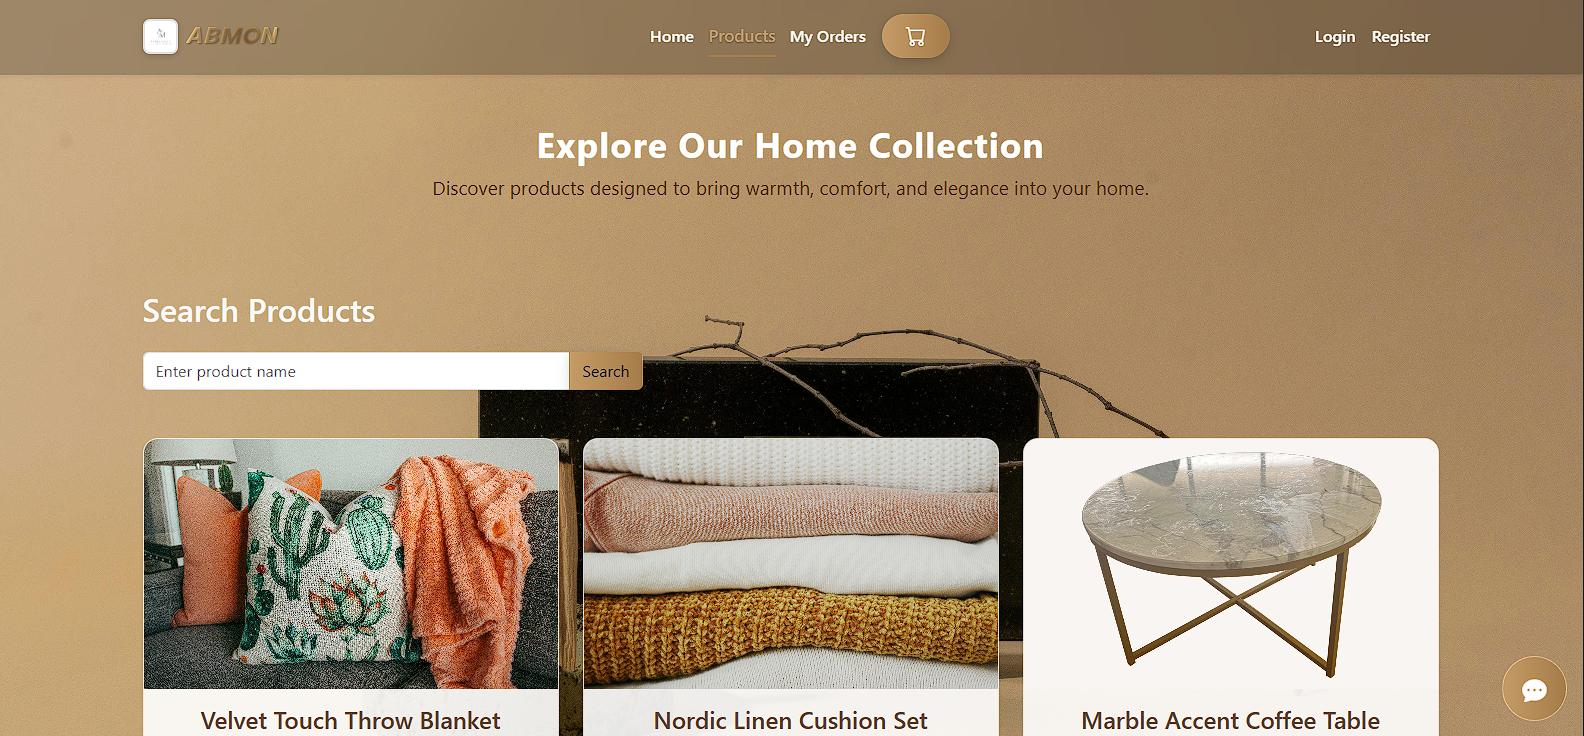 ABMON
Home Products My Orders
Login Register
Explore Our Home Collection
Discover products designed to bring warmth, comfort, and elegance into your home.
Search Products
Enter product name
Search
Velvet Touch Throw Blanket
Nordic Linen Cushion Set
Marble Accent Coffee Table